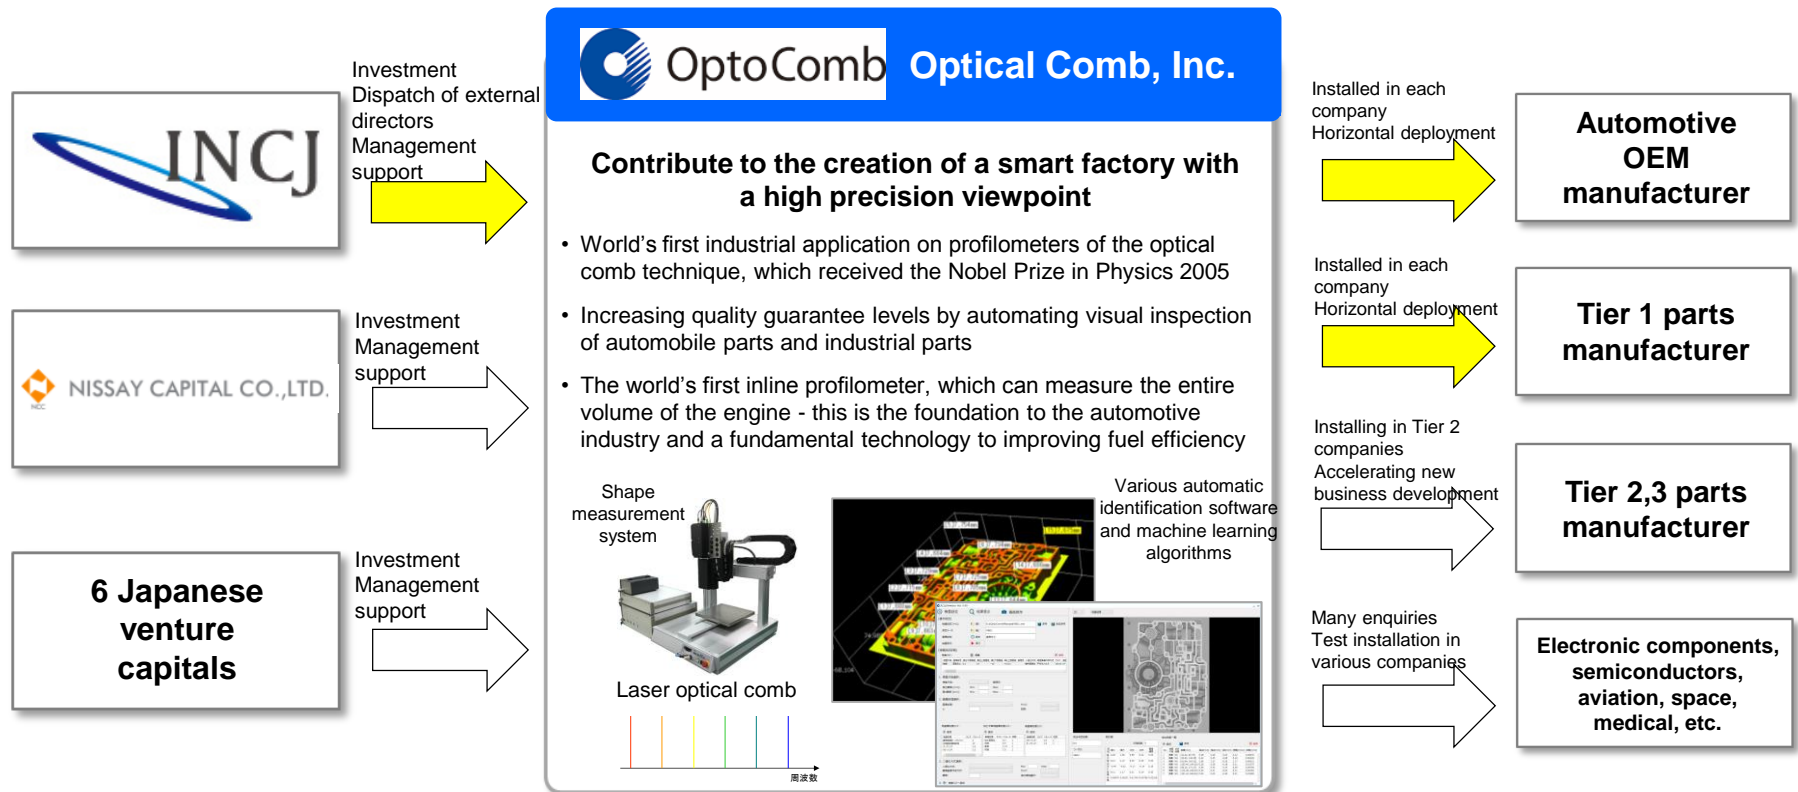 OptoComb
Optical Comb, Inc.
Investment
Dispatch of external
directors
Management
support
INCJ
Investment
Management
support
NCC
NISSAY CAPITAL CO.,LTD.
Investment
Management
support
6 Japanese
venture
capitals
Contribute to the creation of a smart factory with
a high precision viewpoint
• World's first industrial application on profilometers of the optical
comb technique, which received the Nobel Prize in Physics 2005
• Increasing quality guarantee levels by automating visual inspection
of automobile parts and industrial parts
• The world's first inline profilometer, which can measure the entire
volume of the engine - this is the foundation to the automotive
industry and a fundamental technology to improving fuel efficiency
Shape
measurement
system
Laser optical comb
周波数
Various automatic
identification software
and machine learning
algorithms
Installed in each
company
Horizontal deployment
Automotive
OEM
manufacturer
Installed in each
company
Horizontal deployment
Tier 1 parts
manufacturer
Installing in Tier 2
companies
Accelerating new
business development
Tier 2,3 parts
manufacturer
Many enquiries
Test installation in
various companies
Electronic components,
semiconductors,
aviation, space,
medical, etc.